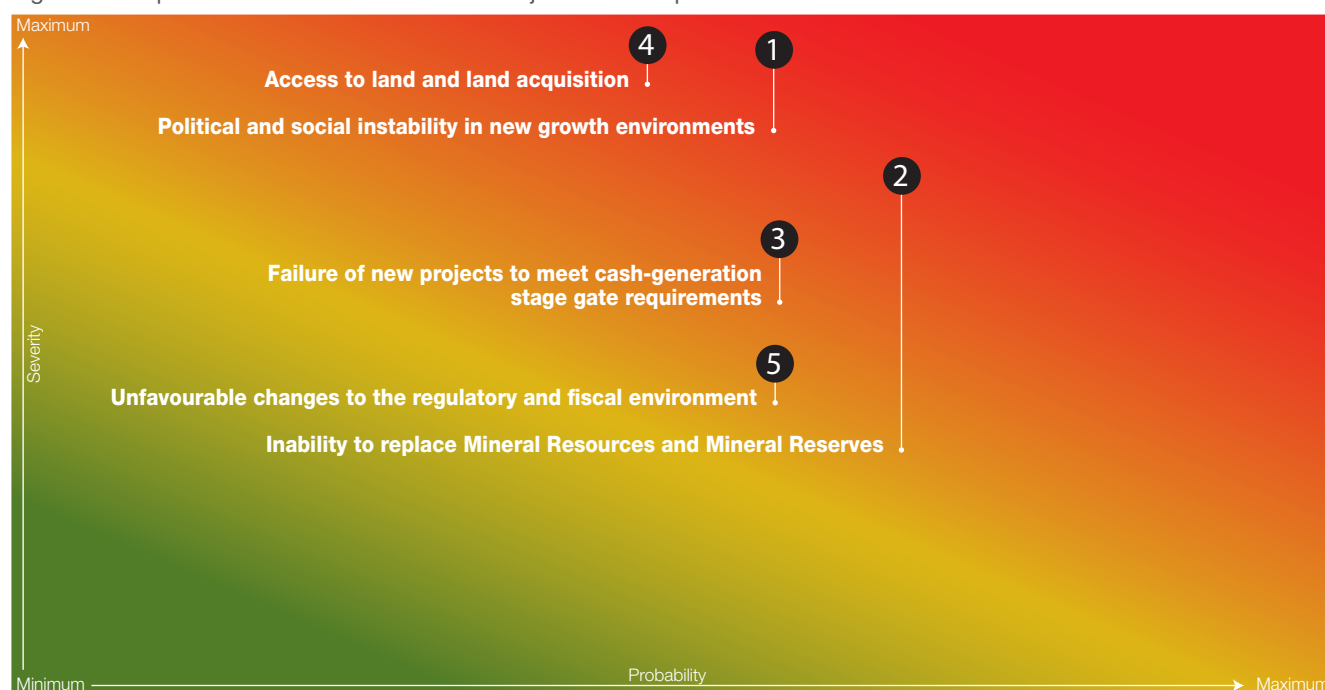 Maximum
4
1
Access to land and land acquisition
Political and social instability in new growth environments
2
3
Failure of new projects to meet cash-generation
stage gate requirements
Severity
5
Unfavourable changes to the regulatory and fiscal environment
Inability to replace Mineral Resources and Mineral Reserves
Probability
Minimum
Maximum